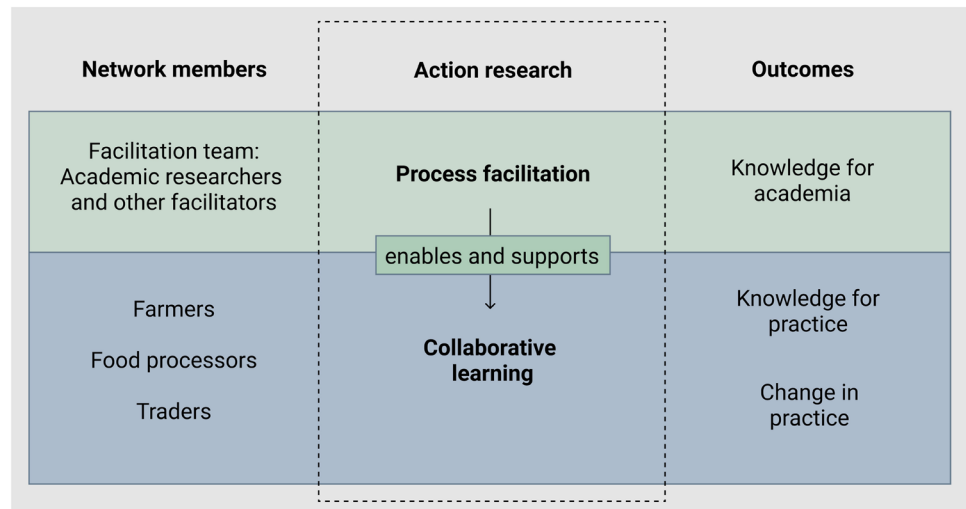 Network members
Action research
Outcomes
Facilitation team:
Academic researchers
and other facilitators
Process facilitation
Knowledge for
academia
enables and supports
Farmers
Food processors
Traders
Collaborative
learning
Knowledge for
practice
Change in
practice